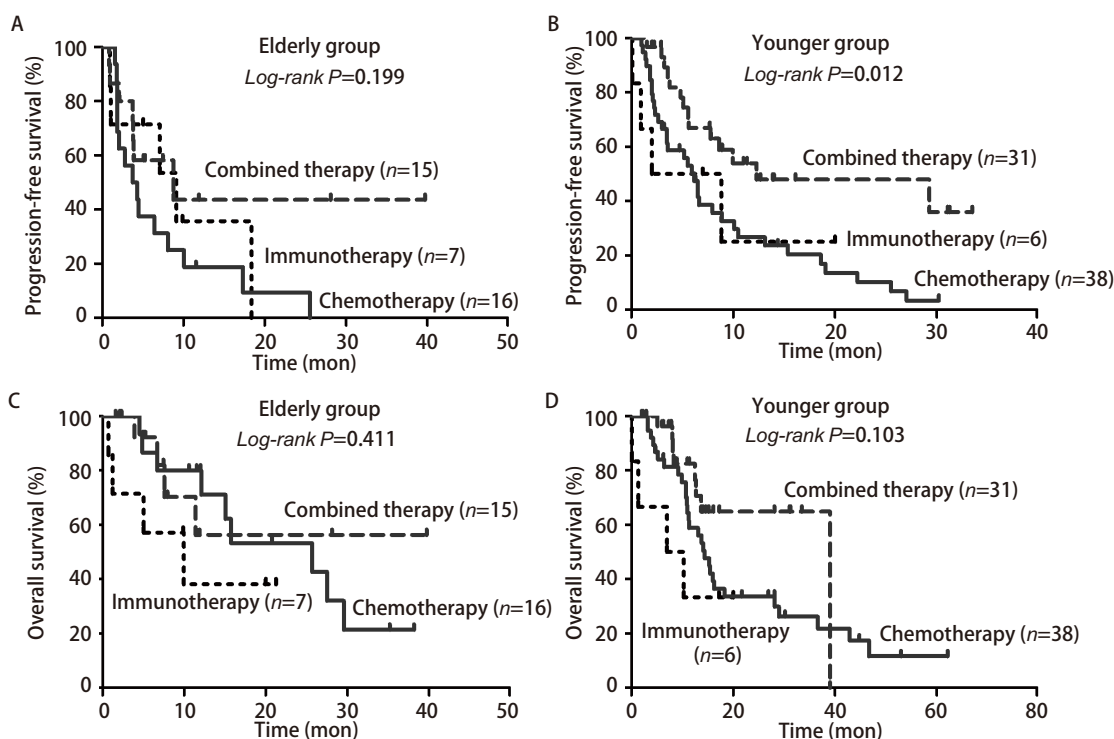 A
Elderly group
Log-rank P=0.199
Progression-free survival (%)
100
80
60
40
20
0
Combined therapy (n=15)
Immunotherapy (n=7)
Chemotherapy (n=16)
0 10 20 30 40 50
Time (mon)
B
Younger group
Log-rank P=0.012
Progression-free survival (%)
100
80
60
40
20
0
Combined therapy (n=31)
Immunotherapy (n=6)
Chemotherapy (n=38)
0 10 20 30 40
Time (mon)
C
Elderly group
Log-rank P=0.411
Overall survival (%)
100
80
60
40
20
0
Combined therapy (n=15)
Immunotherapy (n=7)
Chemotherapy (n=16)
0 10 20 30 40 50
Time (mon)
D
Younger group
Log-rank P=0.103
Overall survival (%)
100
80
60
40
20
0
Combined therapy (n=31)
Immunotherapy
(n=6)
Chemotherapy (n=38)
0 20 40 60 80
Time (mon)